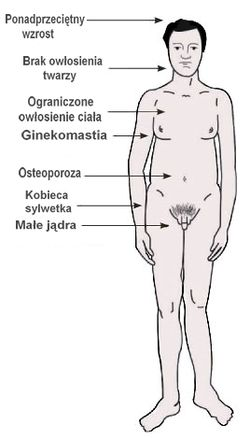 Ponadprzeciętny
wzrost
Brak owłosienia
twarzy
Ograniczone
owłosienie ciała
Ginekomastia
Osteoporoza
Kobieca
sylwetka
Małe jądra